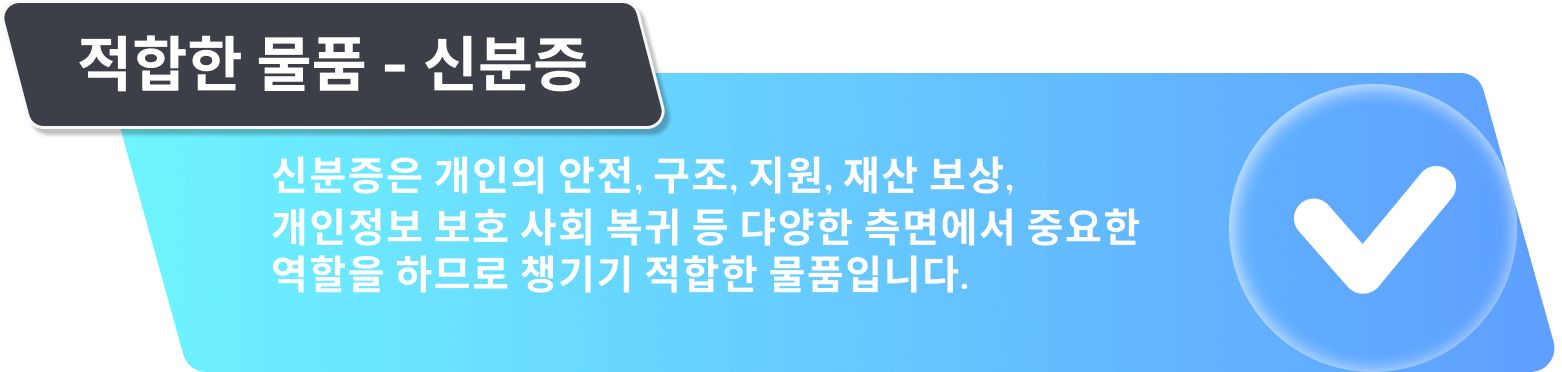 적합한 물품 - 신분증
신분증은 개인의 안전, 구조, 지원, 재산 보상,
개인정보 보호 사회 복귀 등 댜양한 측면에서 중요한
역할을 하므로 챙기기 적합한 물품입니다.